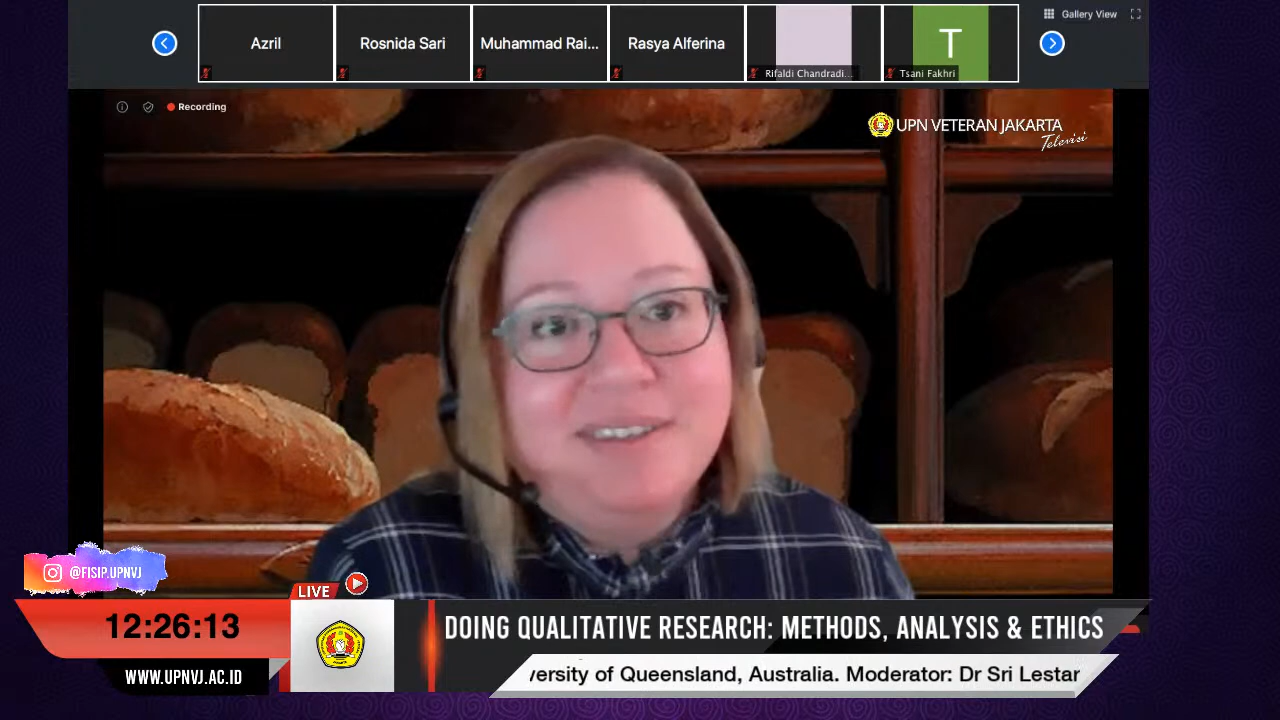 Azril
Rosnida Sari
Muhammad Rai...
Rasya Alferina
Rifaldi Chandradi...
T
Tsani Fakhri
Gallery View
Recording
UPN VETERAN JAKARTA
Televisi
@FISIP.UPNVJ
LIVE
12:26:13
DOING QUALITATIVE RESEARCH: METHODS, ANALYSIS & ETHICS
WWW.UPNVJ.AC.ID
versity of Queensland, Australia. Moderator: Dr Sri Lestar